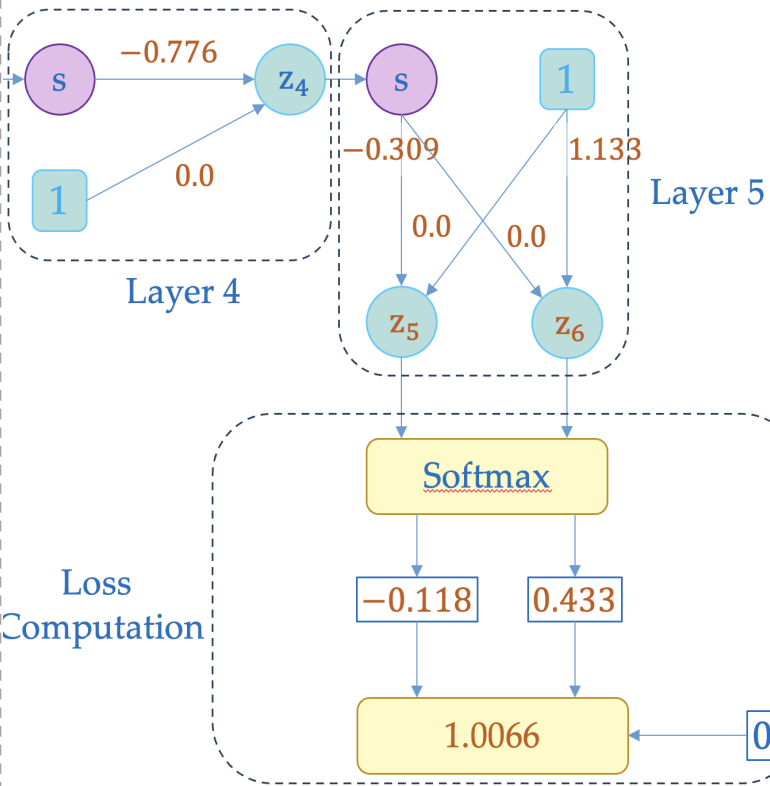 −0.776
s
z4
s
1
−0.309
1.133
1
0.0
Layer 5
0.0
0.0
Layer 4
z5
z6
Softmax
Loss
Computation
−0.118
0.433
1.0066
0